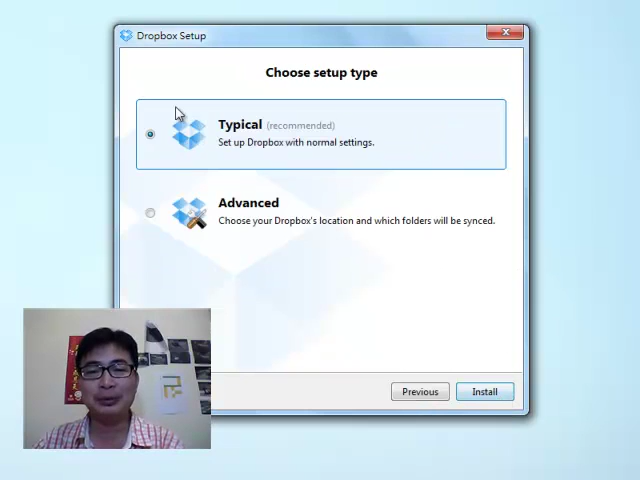 Dropbox Setup
Choose setup type
Typical (recommended)
Set up Dropbox with normal settings.
Advanced
Choose your Dropbox's location and which folders will be synced.
Previous
Install